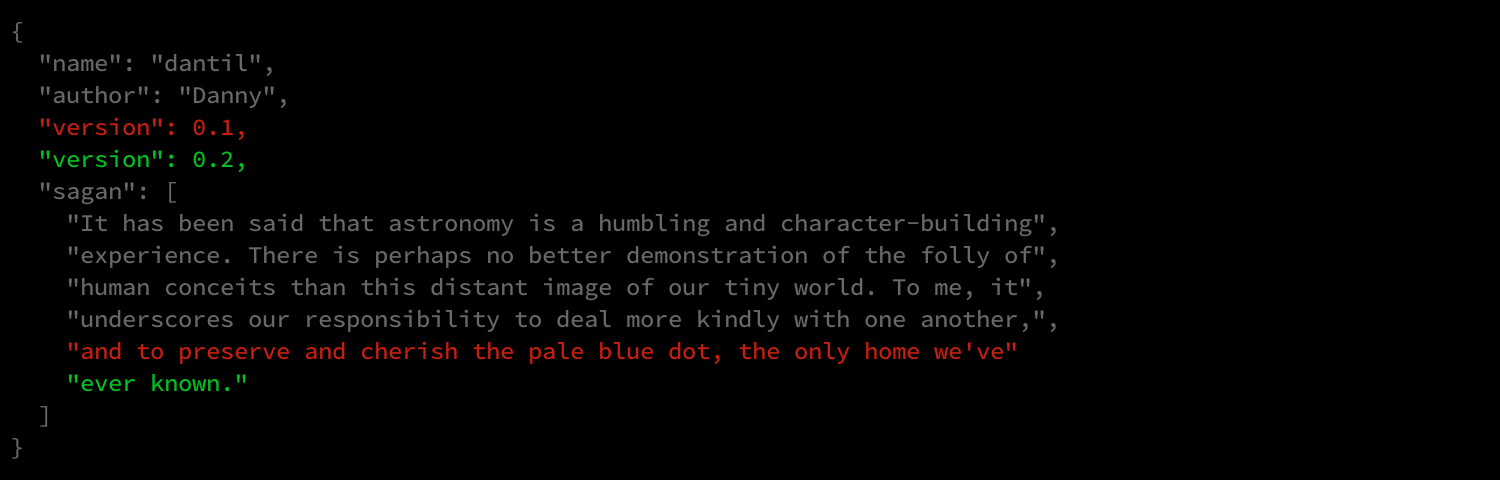 {
  "name": "dantil",
  "author": "Danny",
  "version": 0.1,
  "version": 0.2,
  "sagan": [
    "It has been said that astronomy is a humbling and character-building",
    "experience. There is perhaps no better demonstration of the folly of",
    "human conceits than this distant image of our tiny world. To me, it",
    "underscores our responsibility to deal more kindly with one another,",
    "and to preserve and cherish the pale blue dot, the only home we've"
    "ever known."
  ]
}